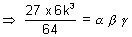 ⇒ 27 x 6k³ / 64 = α β γ